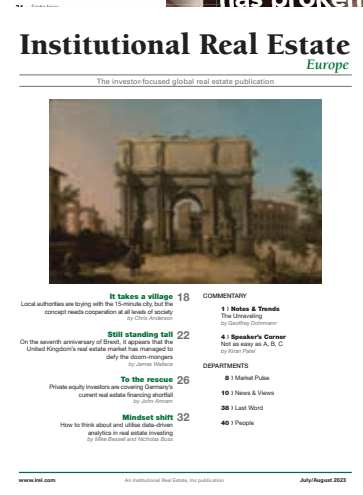 has broken
Institutional Real Estate
Europe
The investor-focused global real estate publication
It takes a village 18
Local authorities are toying with the 15-minute city, but the
concept needs cooperation at all levels of society
by Chris Anderson
Still standing tall 22
On the seventh anniversary of Brexit, it appears that the
United Kingdom's real estate market has managed to
defy the doom-mongers
by James Wallace
To the rescue 26
Private equity investors are covering Germany's
current real estate financing shortfall
by John Amram
Mindset shift 32
How to think about and utilise data-driven
analytics in real estate investing
by Mike Bessell and Nicholas Buss
COMMENTARY
1 ) Notes & Trends
The Unraveling
by Geoffrey Dohrmann
4 ) Speaker's Corner
Not as easy as A, B, C
by Kiran Patel
DEPARTMENTS
8 ) Market Pulse
10 ) News & Views
38 ) Last Word
40 ) People
www.irei.com
An Institutional Real Estate, Inc publication
July/August 2023